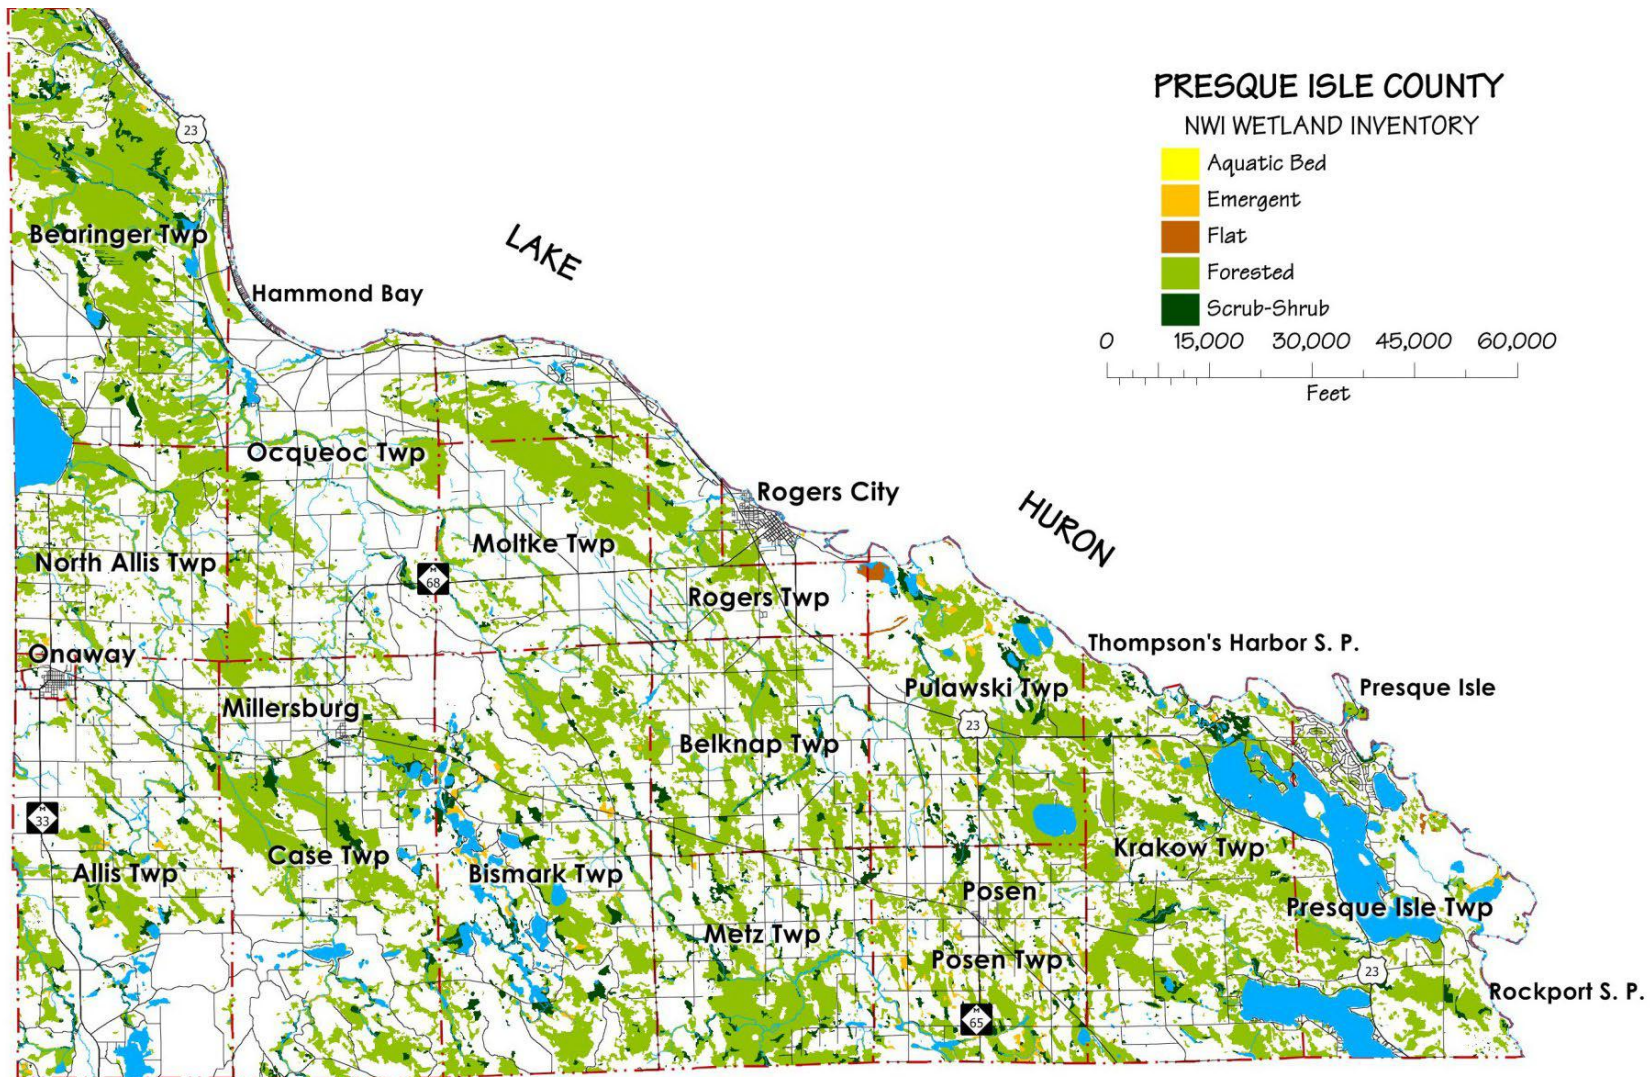 PRESQUE ISLE COUNTY
NWI WETLAND INVENTORY
Aquatic Bed
Emergent
Flat
Forested
Scrub-Shrub
0 15,000 30,000 45,000 60,000
Feet
23
Bearinger Twp
LAKE
Hammond Bay
Ocqueoc Twp
Rogers City
HURON
Moltke Twp
North Allis Twp
M
68
Rogers Twp
Thompson's Harbor S. P.
Onaway
Pulawski Twp
Presque Isle
Millersburg
23
Belknap Twp
M
33
Case Twp
Krakow Twp
Allis Twp
Bismark Twp
Posen
Presque Isle Twp
Metz Twp
Posen Twp
23
Rockport S. P.
M
65